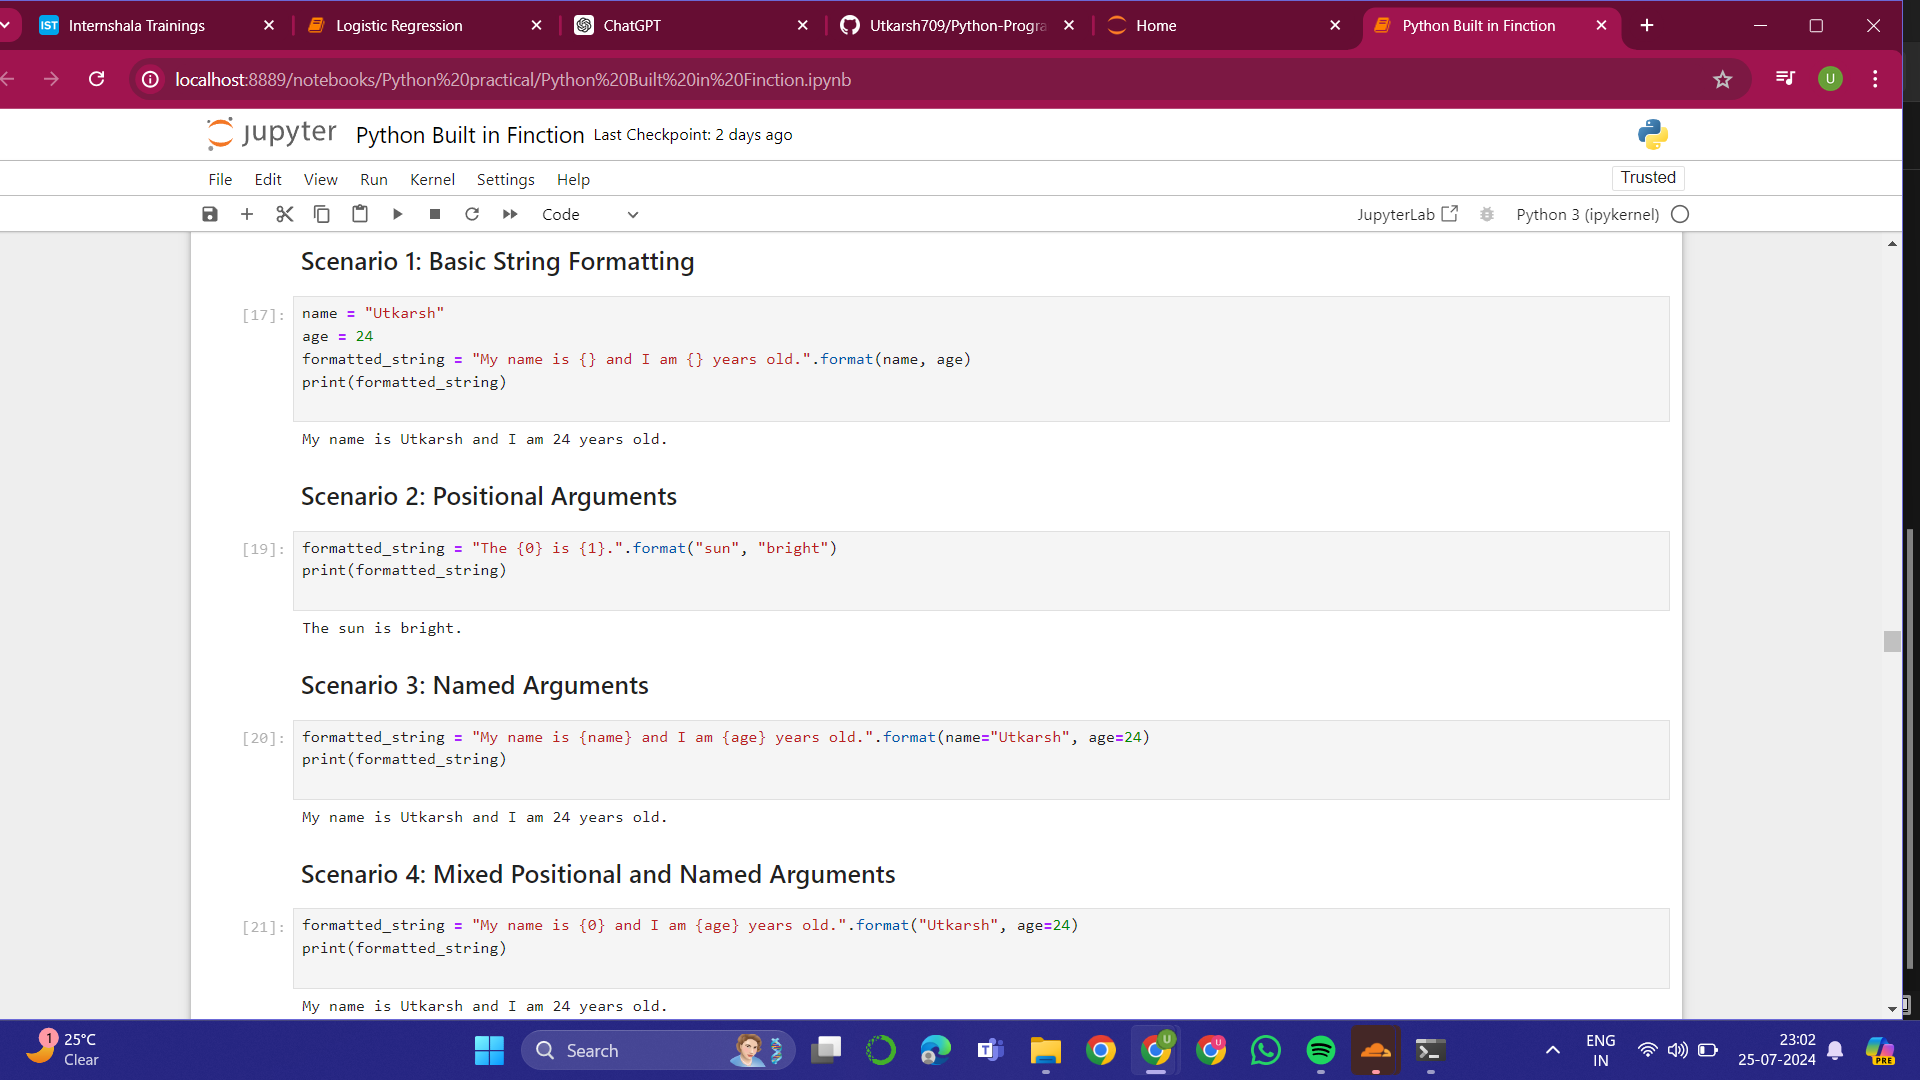 IST Internshala Trainings
Logistic Regression
ChatGPT
Utkarsh709/Python-Progra
Home
Python Built in Finction
localhost:8889/notebooks/Python%20practical/Python%20Built%20in%20Finction.ipynb
U
jupyter Python Built in Finction Last Checkpoint: 2 days ago
File Edit View Run Kernel Settings Help
Trusted
Code
JupyterLab
Python 3 (ipykernel)
Scenario 1: Basic String Formatting
[17]:
name = "Utkarsh"
age = 24
formatted_string = "My name is {} and I am {} years old.".format(name, age)
print(formatted_string)
My name is Utkarsh and I am 24 years old.
Scenario 2: Positional Arguments
[19]:
formatted_string = "The {0} is {1}.".format("sun", "bright")
print(formatted_string)
The sun is bright.
Scenario 3: Named Arguments
[20]:
formatted_string = "My name is {name} and I am {age} years old.".format(name="Utkarsh", age=24)
print(formatted_string)
My name is Utkarsh and I am 24 years old.
Scenario 4: Mixed Positional and Named Arguments
[21]:
formatted_string = "My name is {0} and I am {age} years old.".format("Utkarsh", age=24)
print(formatted_string)
My name is Utkarsh and I am 24 years old.
1
25°C
Clear
Search
U
U
ENG
IN
23:02
25-07-2024
PRE